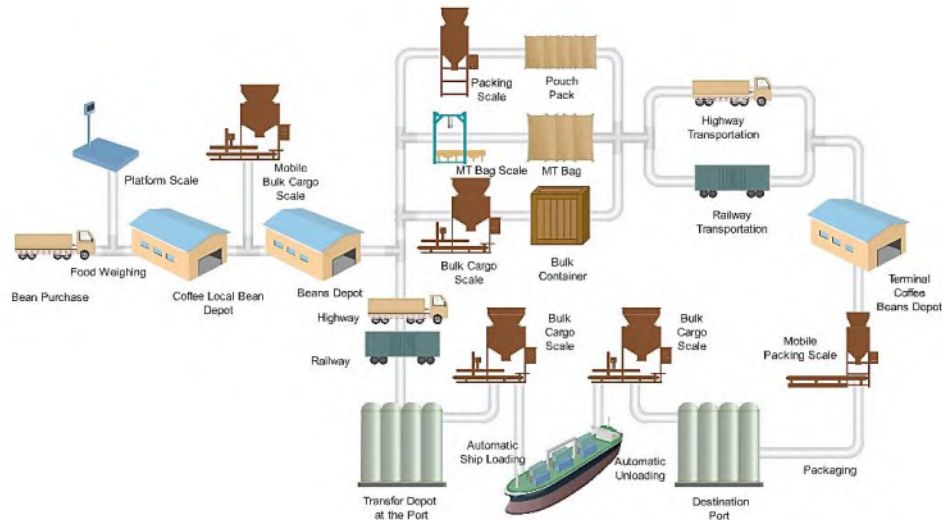 Packing
Scale
Pouch
Pack
Highway
Transportation
Platform Scale
Mobile
Bulk Cargo
Scale
MT Bag Scale
MT Bag
Railway
Transportation
Bean Purchase
Food Weighing
Coffee Local Bean
Depot
Beans Depot
Bulk Cargo
Scale
Bulk
Container
Terminal
Coffee
Beans Depot
Highway
Railway
Bulk
Cargo
Scale
Bulk
Cargo
Scale
Mobile
Packing Scale
Automatic
Ship Loading
Automatic
Unloading
Packaging
Transfer Depot
at the Port
Destination
Port